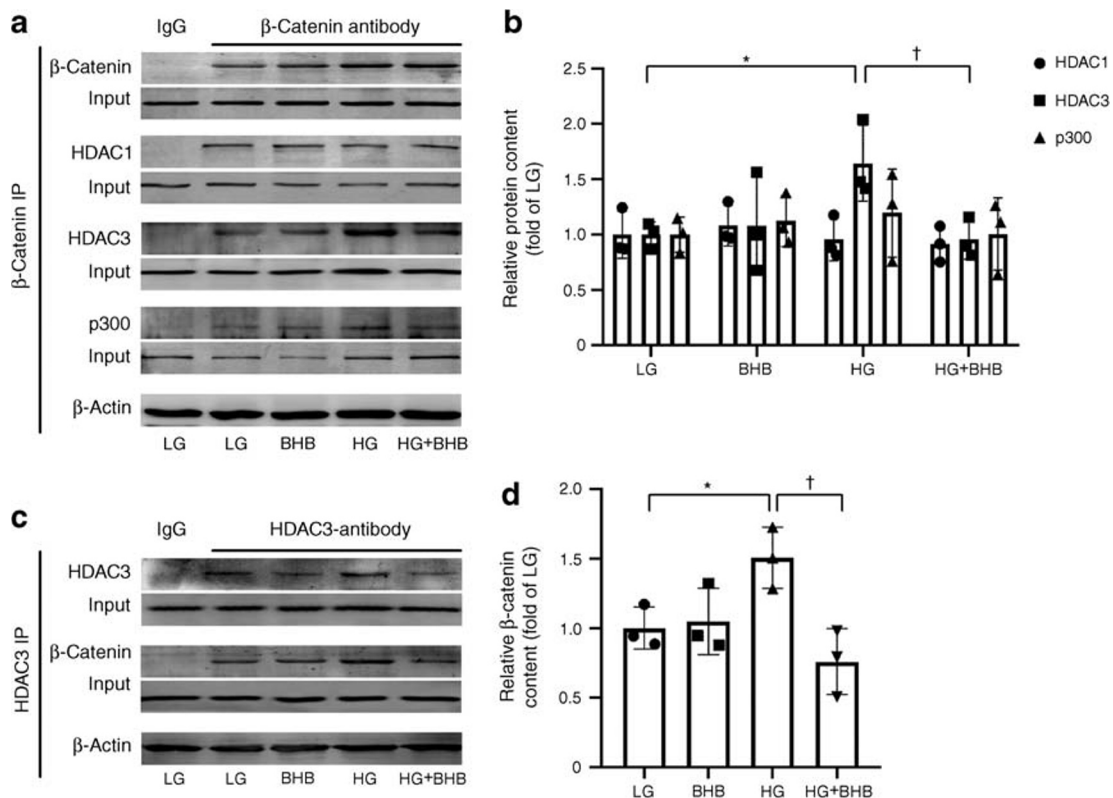 a
IgG
β-Catenin antibody
β-Catenin IP
β-Catenin
Input
HDAC1
Input
HDAC3
Input
p300
Input
β-Actin
LG LG BHB HG HG+BHB
b
Relative protein content
(fold of LG)
2.5
2.0
1.5
1.0
0.5
0
* †
LG BHB HG HG+BHB
HDAC1
HDAC3
p300
c
IgG
HDAC3-antibody
HDAC3 IP
HDAC3
Input
β-Catenin
Input
β-Actin
LG LG BHB HG HG+BHB
d
Relative β-catenin
content (fold of LG)
2.0
1.5
1.0
0.5
0
* †
LG BHB HG HG+BHB